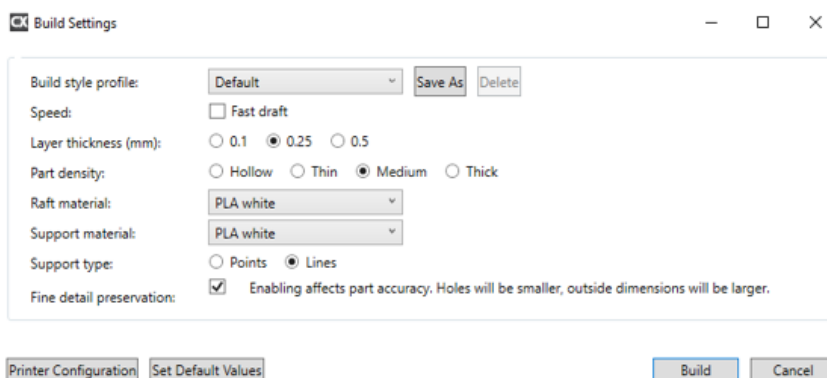 CX Build Settings
Build style profile: Default Save As Delete
Speed: Fast draft
Layer thickness (mm): 0.1 0.25 0.5
Part density: Hollow Thin Medium Thick
Raft material: PLA white
Support material: PLA white
Support type: Points Lines
Fine detail preservation: Enabling affects part accuracy. Holes will be smaller, outside dimensions will be larger.
Printer Configuration Set Default Values Build Cancel